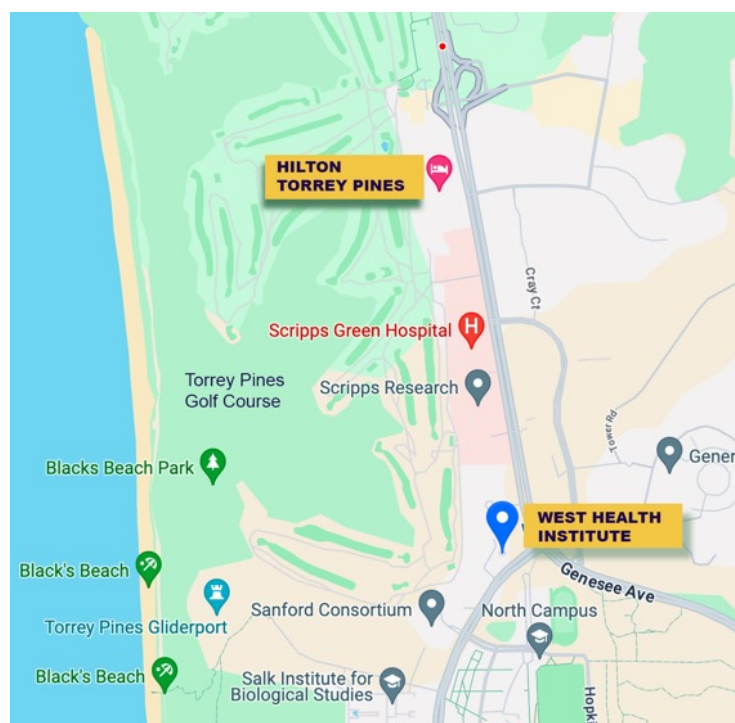 HILTON
TORREY PINES
Cray Ct
Scripps Green Hospital
H
Scripps Research
Torrey Pines
Golf Course
Tower Rd
Blacks Beach Park
Gener
WEST HEALTH
INSTITUTE
Black's Beach
Genesee Ave
Sanford Consortium
North Campus
Torrey Pines Gliderport
Black's Beach
Salk Institute for
Biological Studies
Hopki